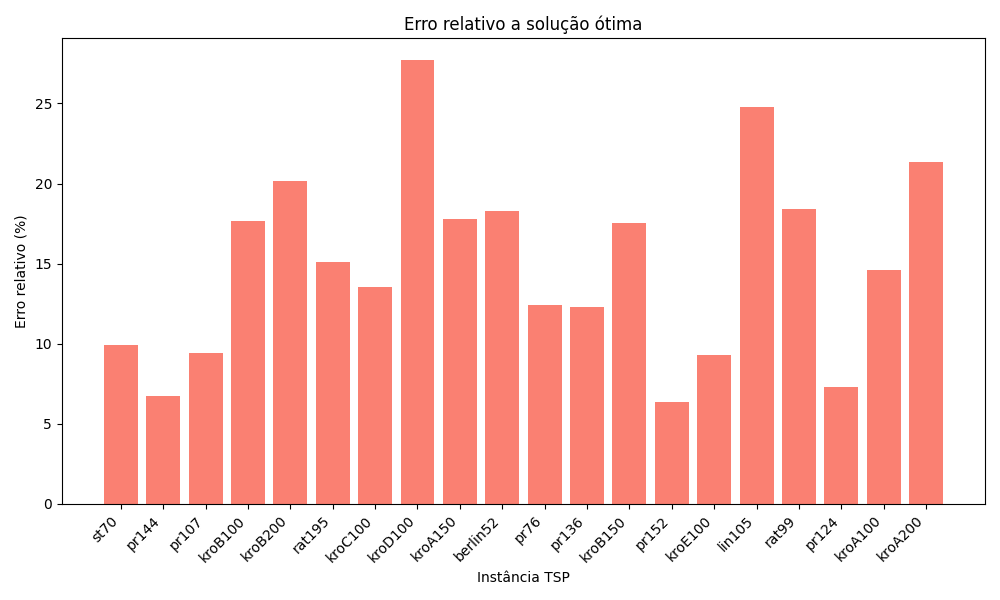 Erro relativo a solução ótima
Erro relativo (%)
25
20
15
10
5
0
st70
pr144
pr107
kroB100
kroB200
rat195
kroC100
kroD100
kroA150
berlin52
pr76
pr136
kroB150
pr152
kroE100
lin105
rat99
pr124
kroA100
kroA200
Instância TSP